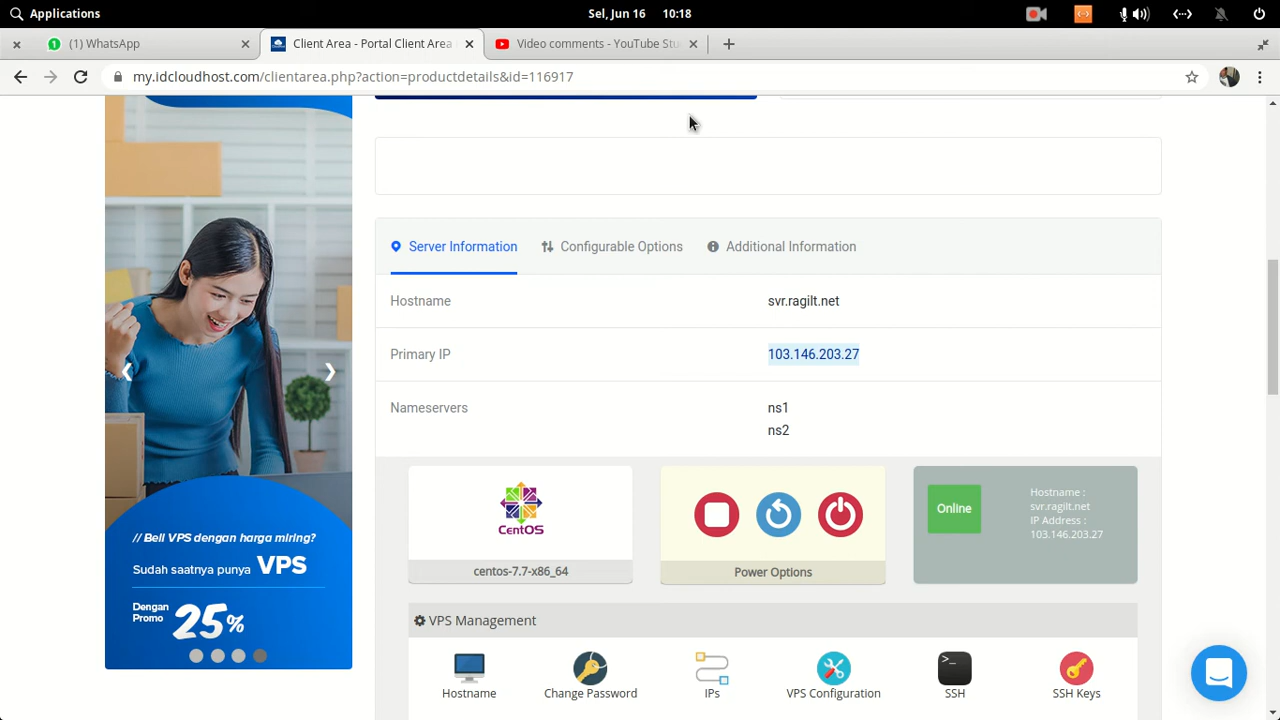 Applications
Sel, Jun 16 10:18
(1) WhatsApp
Client Area - Portal Client Area
Video comments - YouTube Stu
my.idcloudhost.com/clientarea.php?action=productdetails&id=116917
Server Information
Configurable Options
Additional Information
Hostname
svr.ragilt.net
Primary IP
103.146.203.27
Nameservers
ns1
ns2
// Beli VPS dengan harga miring?
Sudah saatnya punya VPS
Dengan
Promo
25%
CentOS
centos-7.7-x86_64
Power Options
Online
Hostname :
svr.ragilt.net
IP Address :
103.146.203.27
VPS Management
Hostname
Change Password
IPs
VPS Configuration
SSH
SSH Keys